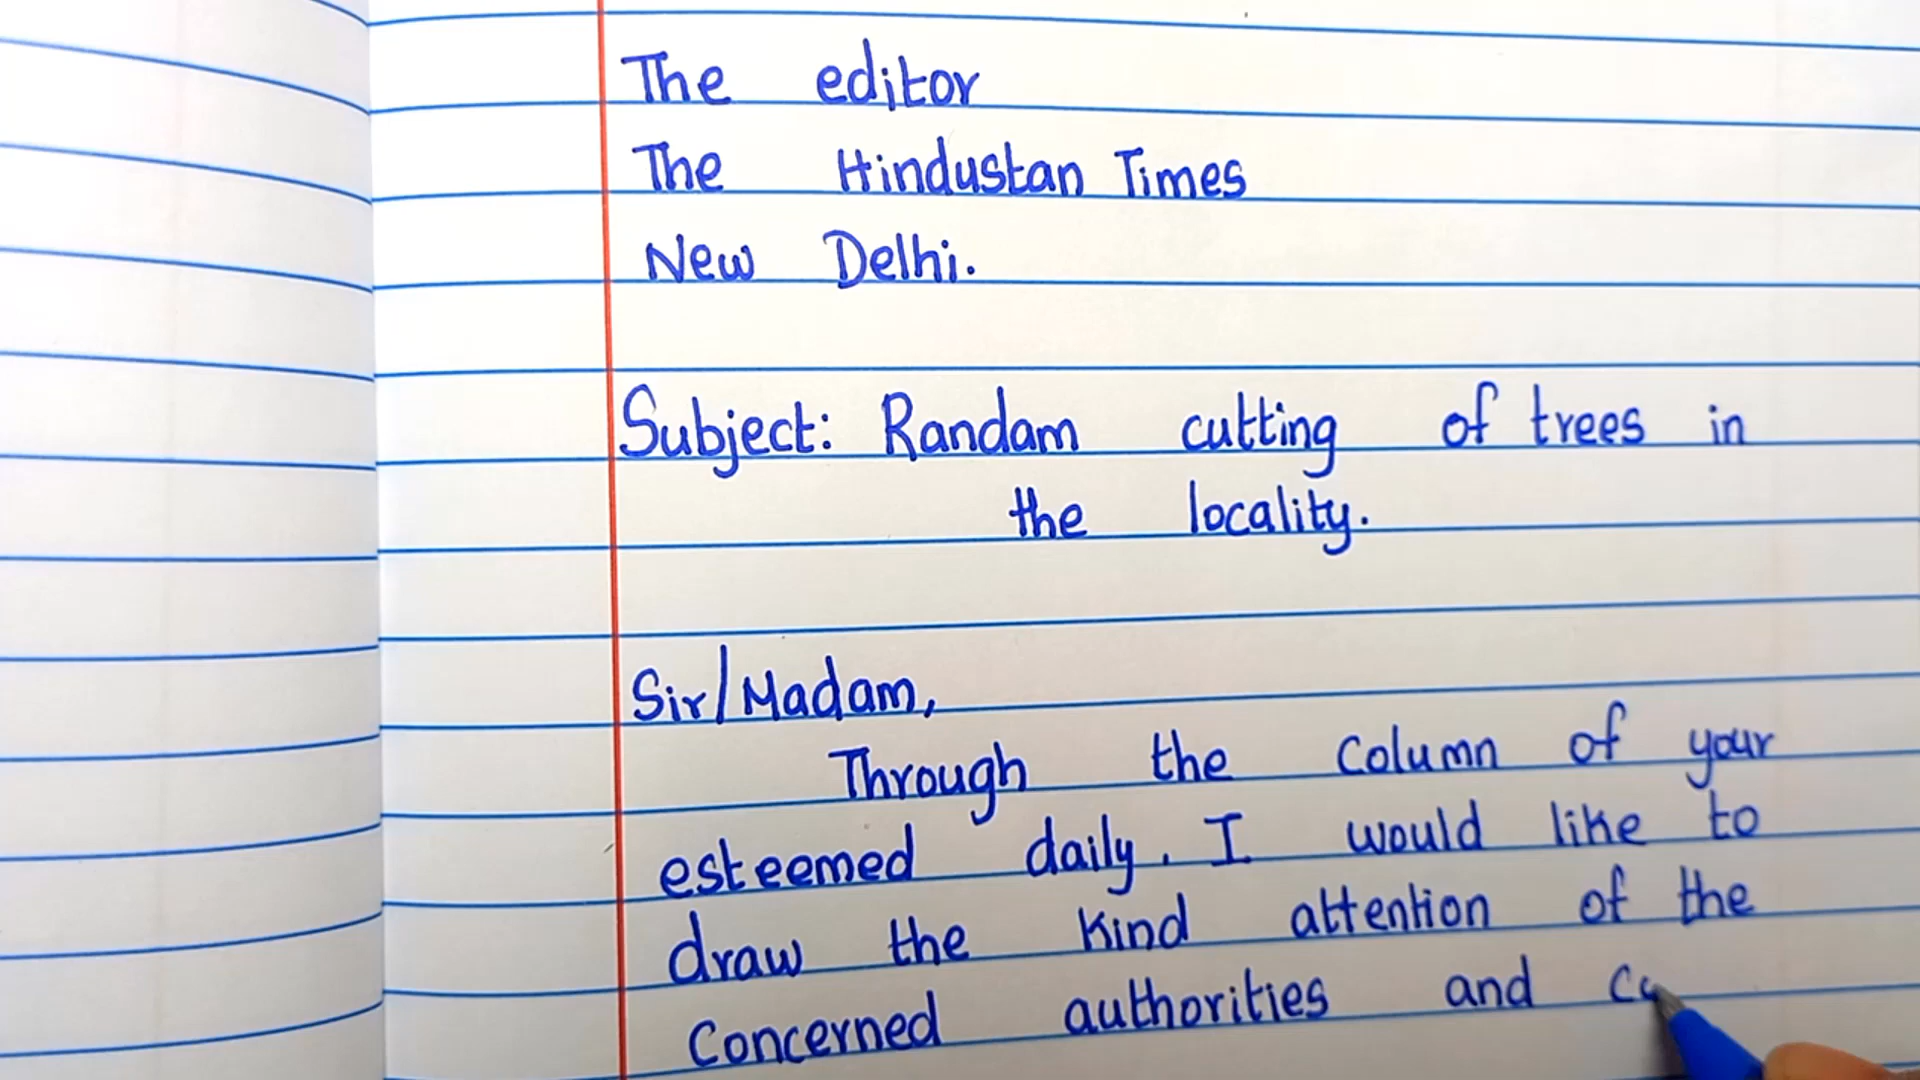 The editor
The Hindustan Times
New Delhi.
Subject: Randam cutting of trees in
the locality.
Sir/Madam,
Through the column of your
esteemed daily. I would like to
draw the kind attention of the
concerned authorities and